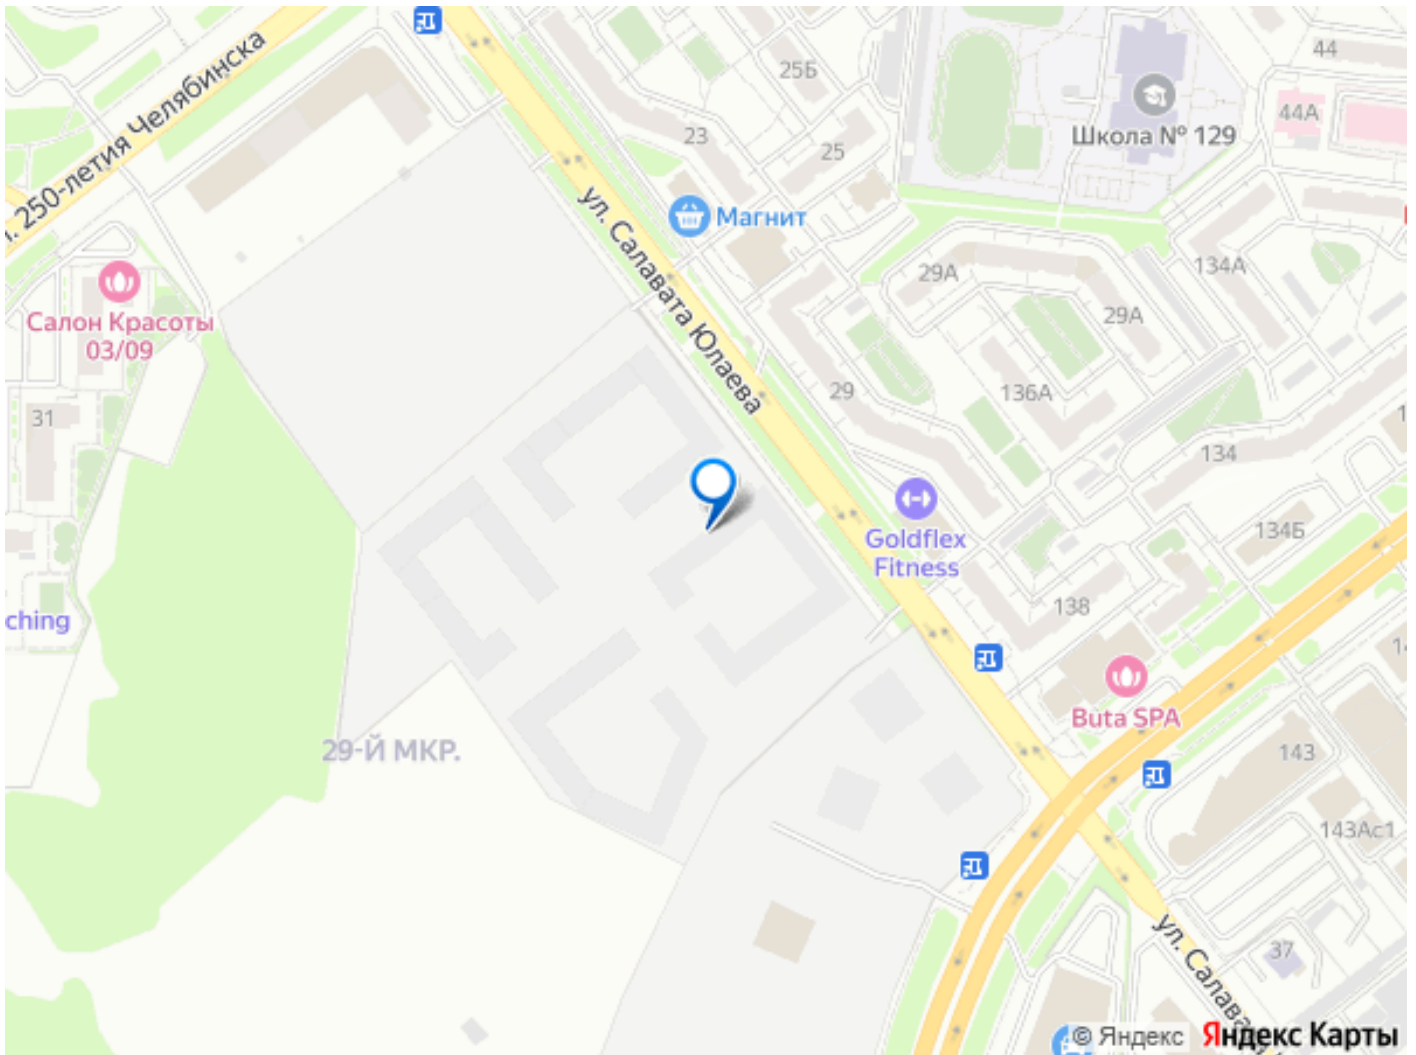 44
25Б
44А
л. 250-летия Челябинска
23
Школа № 129
25
ул. Салавата Юлаева
Магнит
29А
134А
29А
Салон Красоты
03/09
29
136А
31
134
Goldflex
Fitness
134Б
138
ching
Buta SPA
29-Й МКР.
143
143Ас1
ул. Салава
37
© Яндекс Яндекс Карты